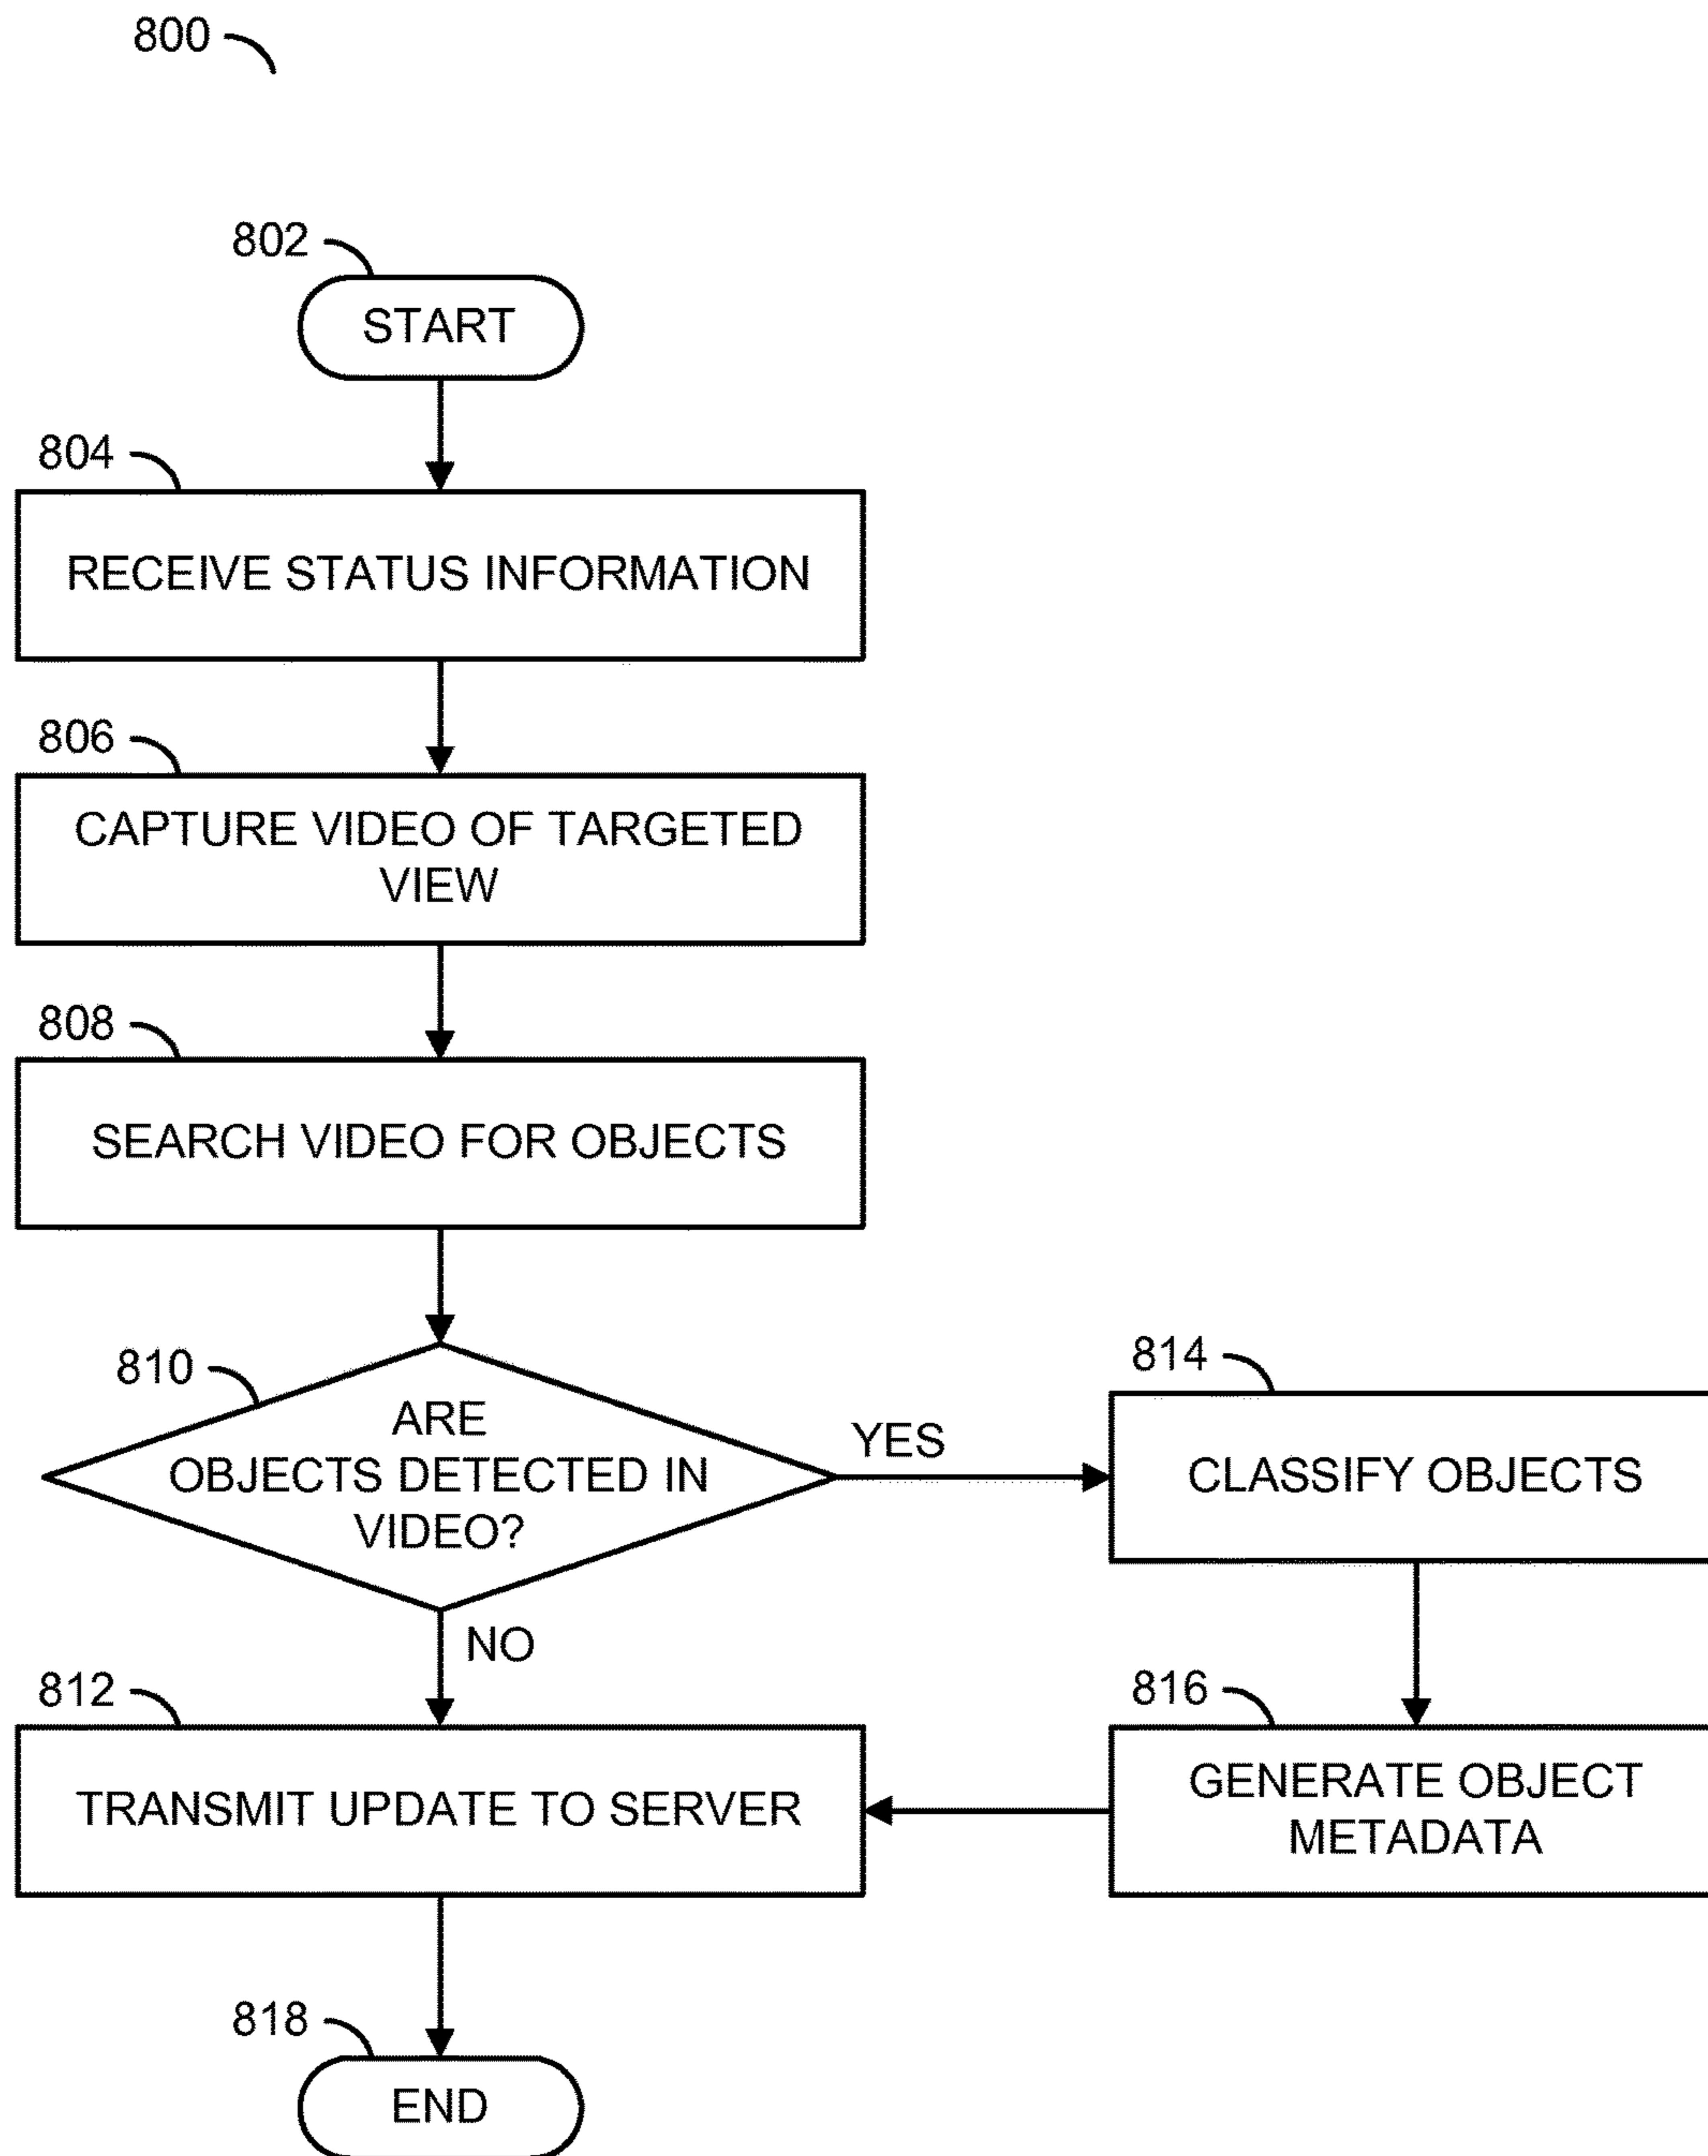 800
802
START
804
RECEIVE STATUS INFORMATION
806
CAPTURE VIDEO OF TARGETED
VIEW
808
SEARCH VIDEO FOR OBJECTS
810
ARE
OBJECTS DETECTED IN
VIDEO?
YES
814
CLASSIFY OBJECTS
NO
812
TRANSMIT UPDATE TO SERVER
816
GENERATE OBJECT
METADATA
818
END